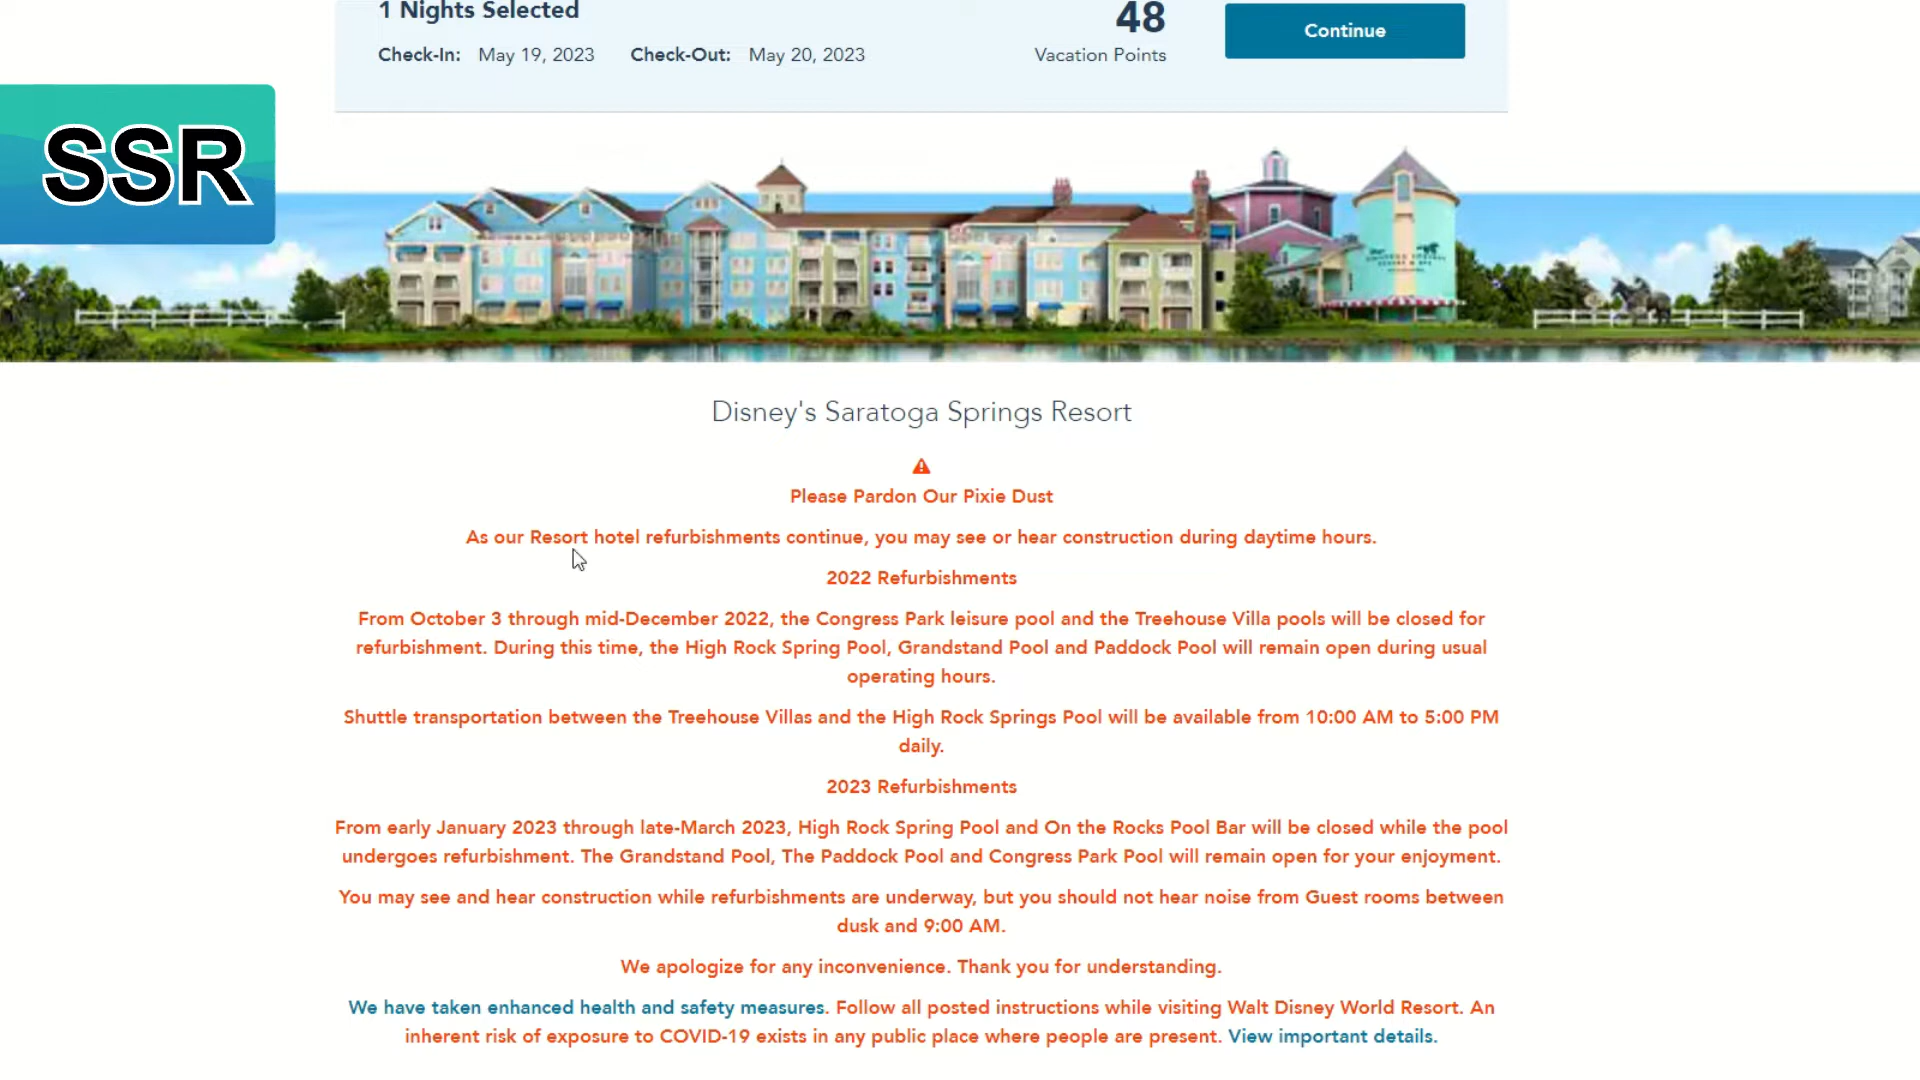 1 Nights Selected
48
Continue
Check-In: May 19, 2023 Check-Out: May 20, 2023
Vacation Points
SSR
Disney's Saratoga Springs Resort
Please Pardon Our Pixie Dust
As our Resort hotel refurbishments continue, you may see or hear construction during daytime hours.
2022 Refurbishments
From October 3 through mid-December 2022, the Congress Park leisure pool and the Treehouse Villa pools will be closed for
refurbishment. During this time, the High Rock Spring Pool, Grandstand Pool and Paddock Pool will remain open during usual
operating hours.
Shuttle transportation between the Treehouse Villas and the High Rock Springs Pool will be available from 10:00 AM to 5:00 PM
daily.
2023 Refurbishments
From early January 2023 through late-March 2023, High Rock Spring Pool and On the Rocks Pool Bar will be closed while the pool
undergoes refurbishment. The Grandstand Pool, The Paddock Pool and Congress Park Pool will remain open for your enjoyment.
You may see and hear construction while refurbishments are underway, but you should not hear noise from Guest rooms between
dusk and 9:00 AM.
We apologize for any inconvenience. Thank you for understanding.
We have taken enhanced health and safety measures. Follow all posted instructions while visiting Walt Disney World Resort. An
inherent risk of exposure to COVID-19 exists in any public place where people are present. View important details.